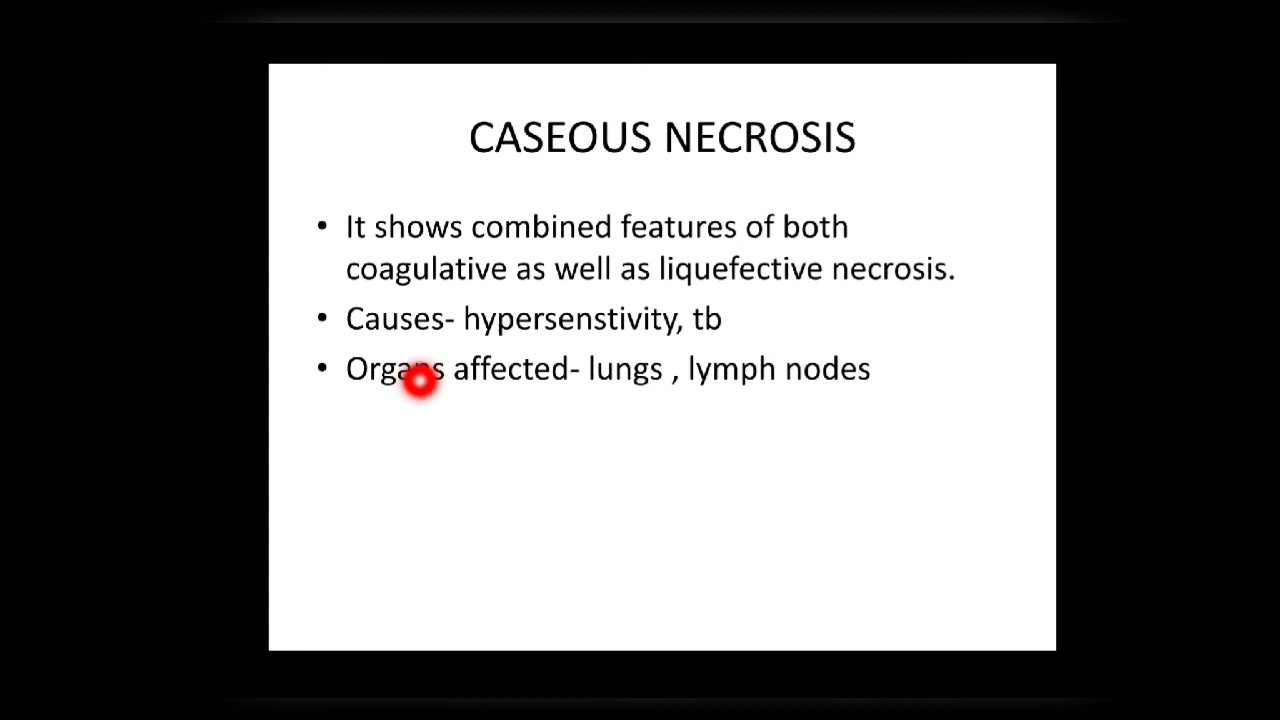 CASEOUS NECROSIS
• It shows combined features of both
coagulative as well as liquefective necrosis.
• Causes- hypersenstivity, tb
• Organs affected- lungs , lymph nodes